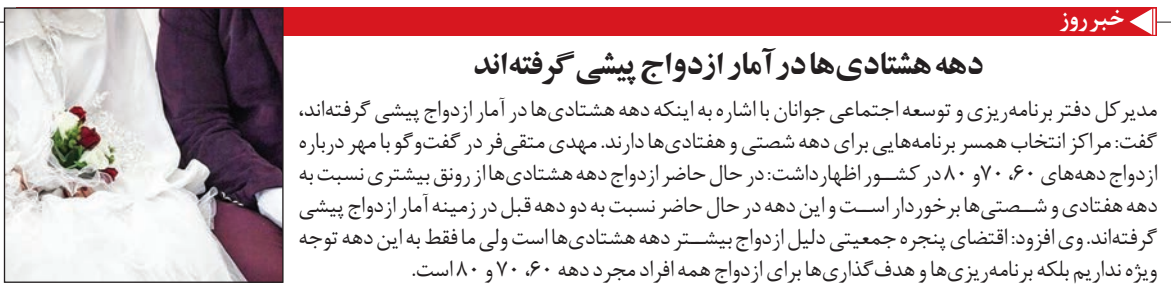 خبر روز
دهه هشتادی‌ها در آمار ازدواج پیشی گرفته‌اند
مدیر کل دفتر برنامه‌ریزی و توسعه اجتماعی جوانان با اشاره به اینکه دهه هشتادی‌ها در آمار ازدواج پیشی گرفته‌اند،
گفت: مراکز انتخاب همسر برنامه‌هایی برای دهه شصتی و هفتادی‌ها دارند. مهدی متقی‌فر در گفت‌وگو با مهر درباره
ازدواج دهه‌های ۶۰، ۷۰و ۸۰ در کشور اظهار داشت: در حال حاضر ازدواج دهه هشتادی‌ها از رونق بیشتری نسبت به
دهه هفتادی و شصتی‌ها برخوردار است و این دهه در حال حاضر نسبت به دو دهه قبل در زمینه آمار ازدواج پیشی
گرفته‌اند. وی افزود: اقتضای پنجره جمعیتی دلیل ازدواج بیشتر دهه هشتادی‌ها است ولی ما فقط به این دهه توجه
ویژه نداریم بلکه برنامه‌ریزی‌ها و هدف‌گذاری‌ها برای ازدواج همه افراد مجرد دهه ۶۰، ۷۰ و ۸۰ است.